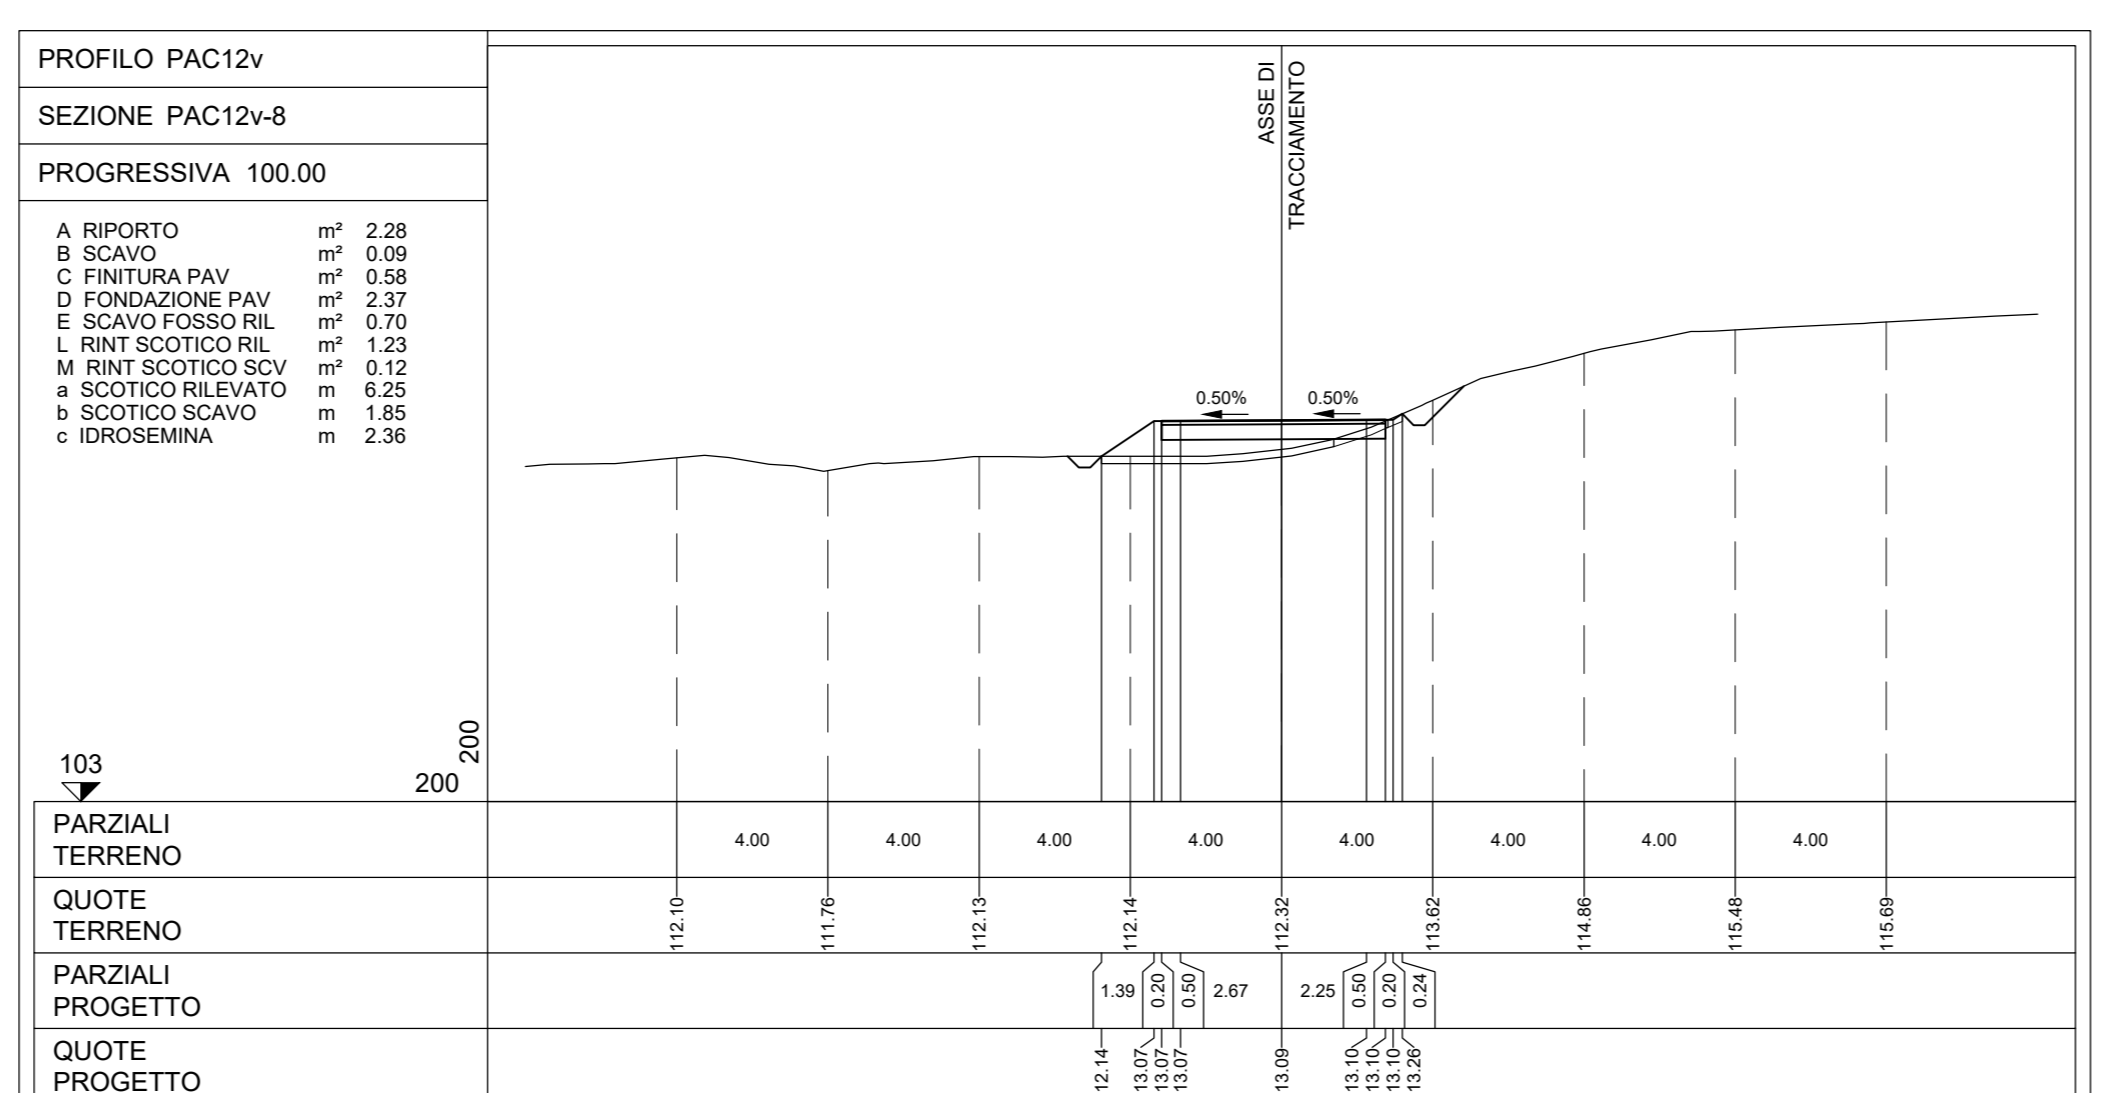 PROFILO PAC12v
SEZIONE PAC12v-8
PROGRESSIVA 100.00
A RIPORTO m² 2.28
B SCAVO m² 0.09
C FINITURA PAV m² 0.58
D FONDAZIONE PAV m² 2.37
E SCAVO FOSSO RIL m² 0.70
L RINT SCOTICO RIL m² 1.23
M RINT SCOTICO SCV m² 0.12
a SCOTICO RILEVATO m 6.25
b SCOTICO SCAVO m 1.85
c IDROSEMINA m 2.36
ASSE DI
TRACCIAMENTO
0.50% 0.50%
103
200
200
PARZIALI
TERRENO
4.00 4.00 4.00 4.00 4.00 4.00 4.00 4.00
QUOTE
TERRENO
112.10 111.76 112.13 112.14 112.32 113.62 114.86 115.48 115.69
PARZIALI
PROGETTO
1.39 0.20 0.50 2.67 2.25 0.50 0.20 0.24
QUOTE
PROGETTO
12.14 13.07 13.07 13.07 13.09 13.10 13.10 13.10 13.26